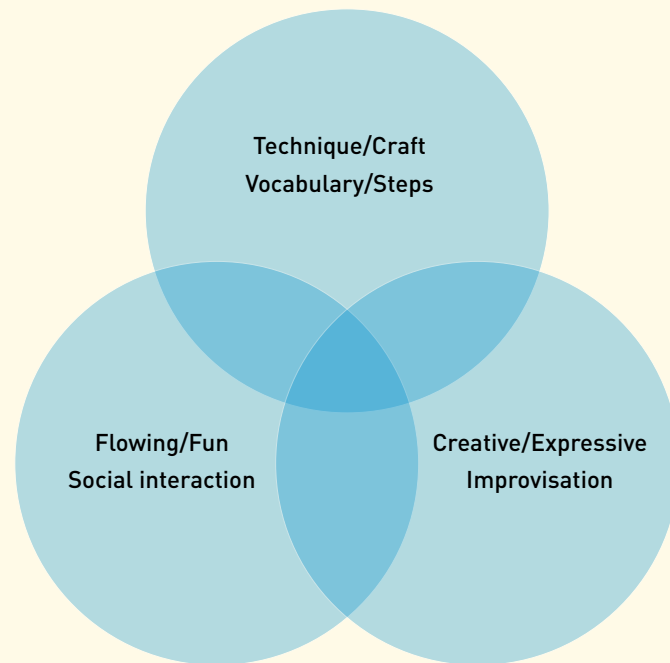 Technique/Craft
Vocabulary/Steps
Flowing/Fun
Social interaction
Creative/Expressive
Improvisation